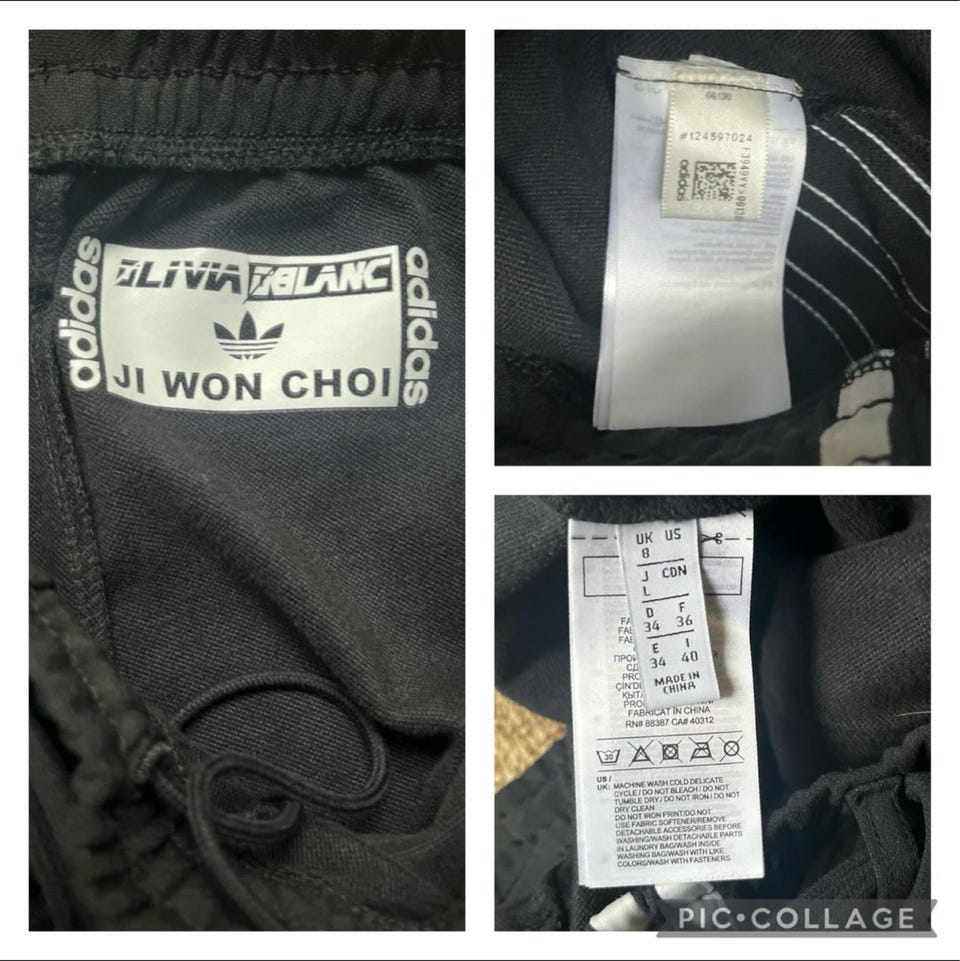 OLIVIA OBLANC
adidas
adidas
JI WON CHOI
#124597024
adidas
UK US
8
J CDN
L
D F
34 36
E I
34 40
MADE IN
CHINA
FABRICAT IN CHINA
RN# 88387 CA# 40312
30
US /
UK: MACHINE WASH COLD DELICATE
CYCLE / DO NOT BLEACH / DO NOT
TUMBLE DRY / DO NOT IRON / DO NOT
DRY CLEAN
DO NOT IRON PRINT/DO NOT
USE FABRIC SOFTENER/REMOVE
DETACHABLE ACCESSORIES BEFORE
WASHING/WASH DETACHABLE PARTS
IN LAUNDRY BAG/WASH INSIDE
WASHING BAG/WASH WITH LIKE
COLORS/WASH WITH FASTENERS
PIC•COLLAGE